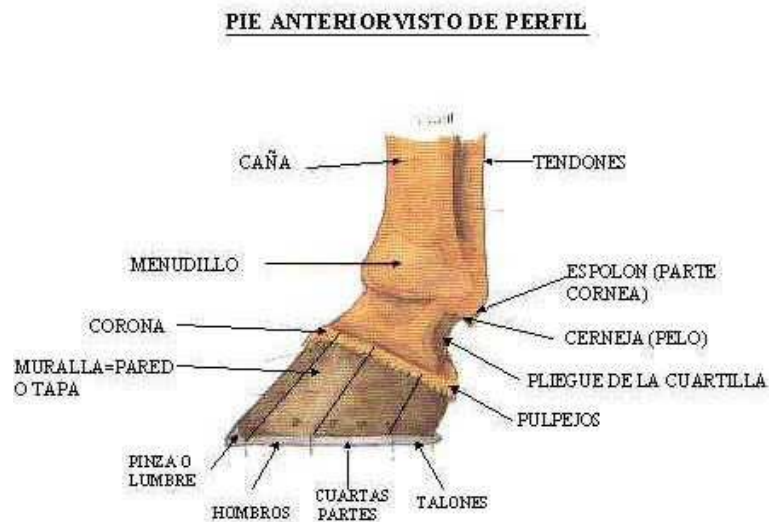 PIE ANTERIORVISTO DE PERFIL
CAÑA
TENDONES
MENUDILLO
ESPOLON (PARTE
CORNEA)
CORONA
CERNEJA (PELO)
MURALLA=PARED
O TAPA
PLIEGUE DE LA CUARTILLA
PULPEJOS
PINZA O
LUMBRE
HOMBROS
CUARTAS
PARTES
TALONES